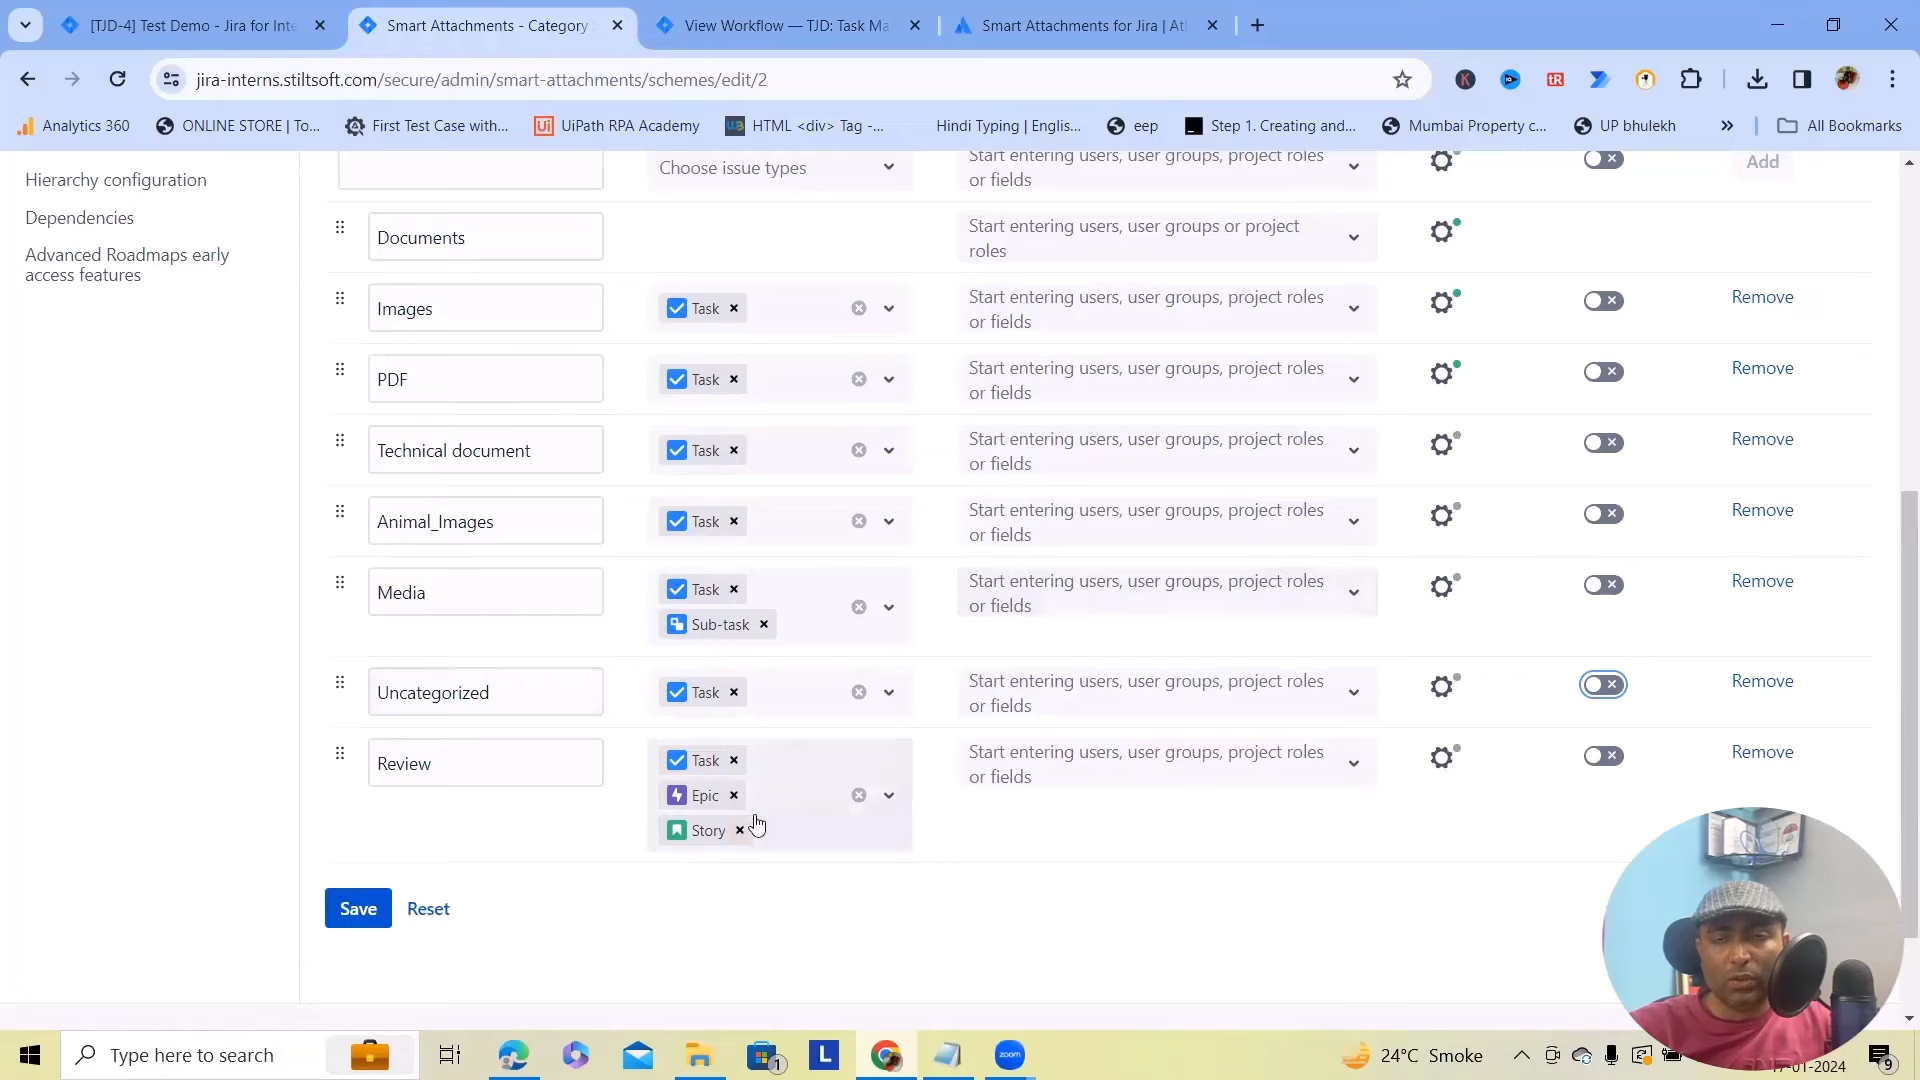 [TJD-4] Test Demo - Jira for Inte
Smart Attachments - Category
View Workflow — TJD: Task Ma
Smart Attachments for Jira | Atl
jira-interns.stiltsoft.com/secure/admin/smart-attachments/schemes/edit/2
Analytics 360
ONLINE STORE | To...
First Test Case with...
UiPath RPA Academy
HTML <div> Tag -...
Hindi Typing | Englis...
eep
Step 1. Creating and...
Mumbai Property c...
UP bhulekh
All Bookmarks
Hierarchy configuration
Dependencies
Advanced Roadmaps early
access features
Choose issue types
Start entering users, user groups, project roles
or fields
Add
Documents
Start entering users, user groups or project
roles
Images
Task
Start entering users, user groups, project roles
or fields
Remove
PDF
Task
Start entering users, user groups, project roles
or fields
Remove
Technical document
Task
Start entering users, user groups, project roles
or fields
Remove
Animal_Images
Task
Start entering users, user groups, project roles
or fields
Remove
Media
Task
Sub-task
Start entering users, user groups, project roles
or fields
Remove
Uncategorized
Task
Start entering users, user groups, project roles
or fields
Remove
Review
Task
Epic
Story
Start entering users, user groups, project roles
or fields
Remove
Save
Reset
Type here to search
1
L
zoom
24°C Smoke
17-01-2024
9